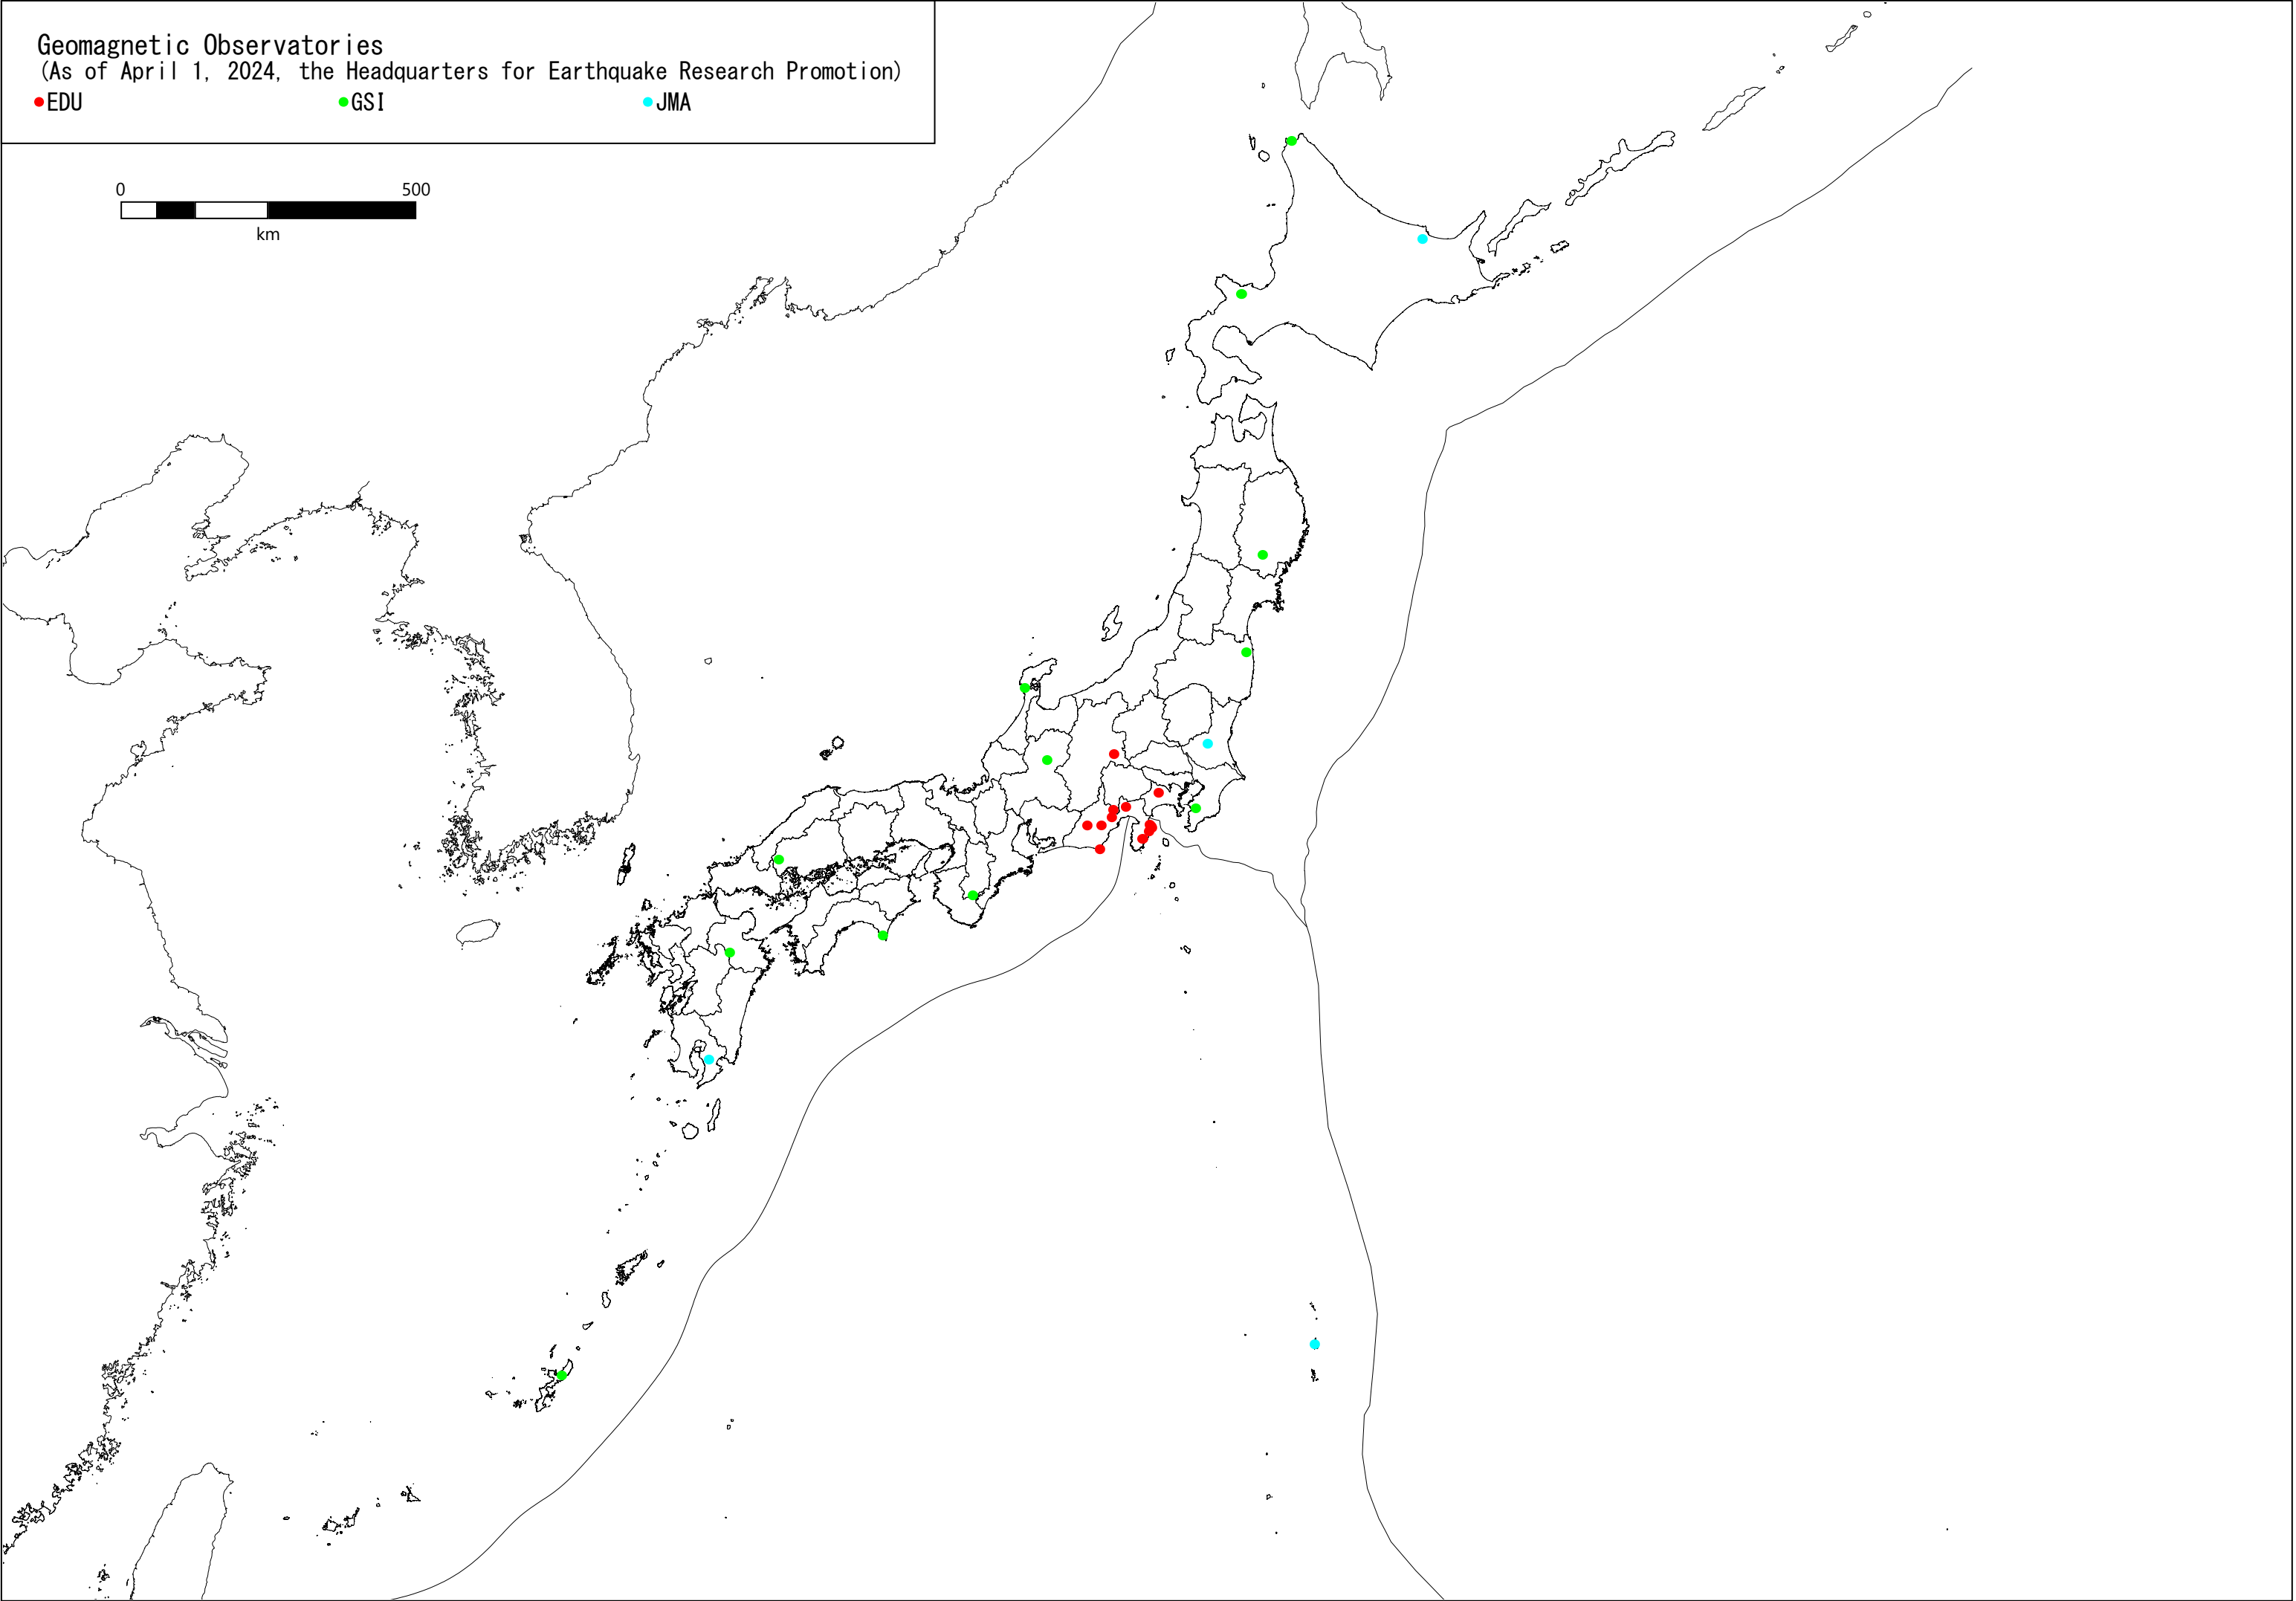 Geomagnetic Observatories
(As of April 1, 2024, the Headquarters for Earthquake Research Promotion)
EDU GSI JMA
0 500
km